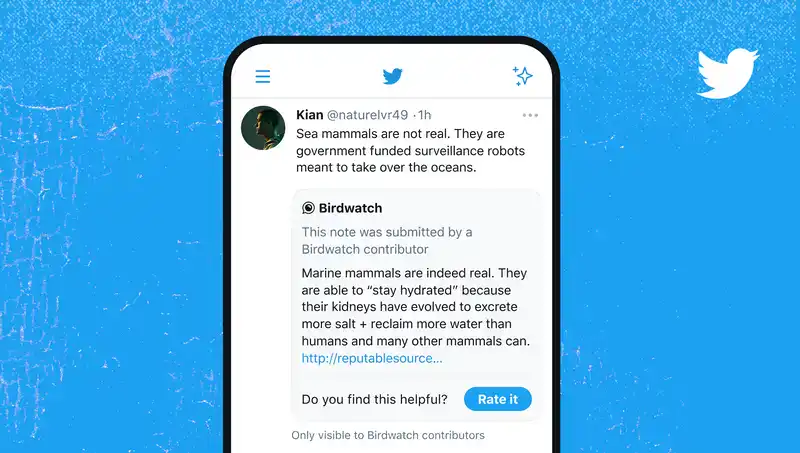 Kian @naturelvr49 · 1h
Sea mammals are not real. They are
government funded surveillance robots
meant to take over the oceans.
Birdwatch
This note was submitted by a
Birdwatch contributor
Marine mammals are indeed real. They
are able to “stay hydrated” because
their kidneys have evolved to excrete
more salt + reclaim more water than
humans and many other mammals can.
http://reputablesource...
Do you find this helpful? Rate it
Only visible to Birdwatch contributors